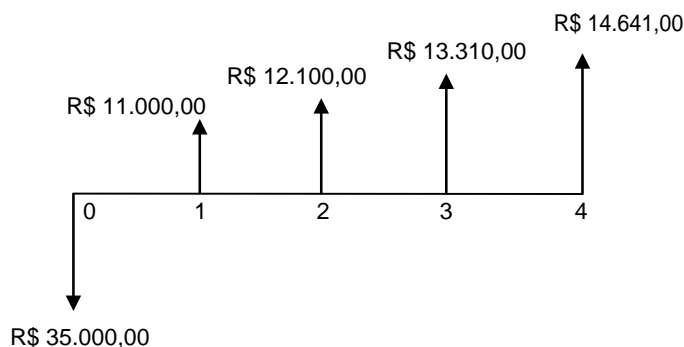 R$ 14.641,00
R$ 13.310,00
R$ 12.100,00
R$ 11.000,00
0 1 2 3 4
R$ 35.000,00